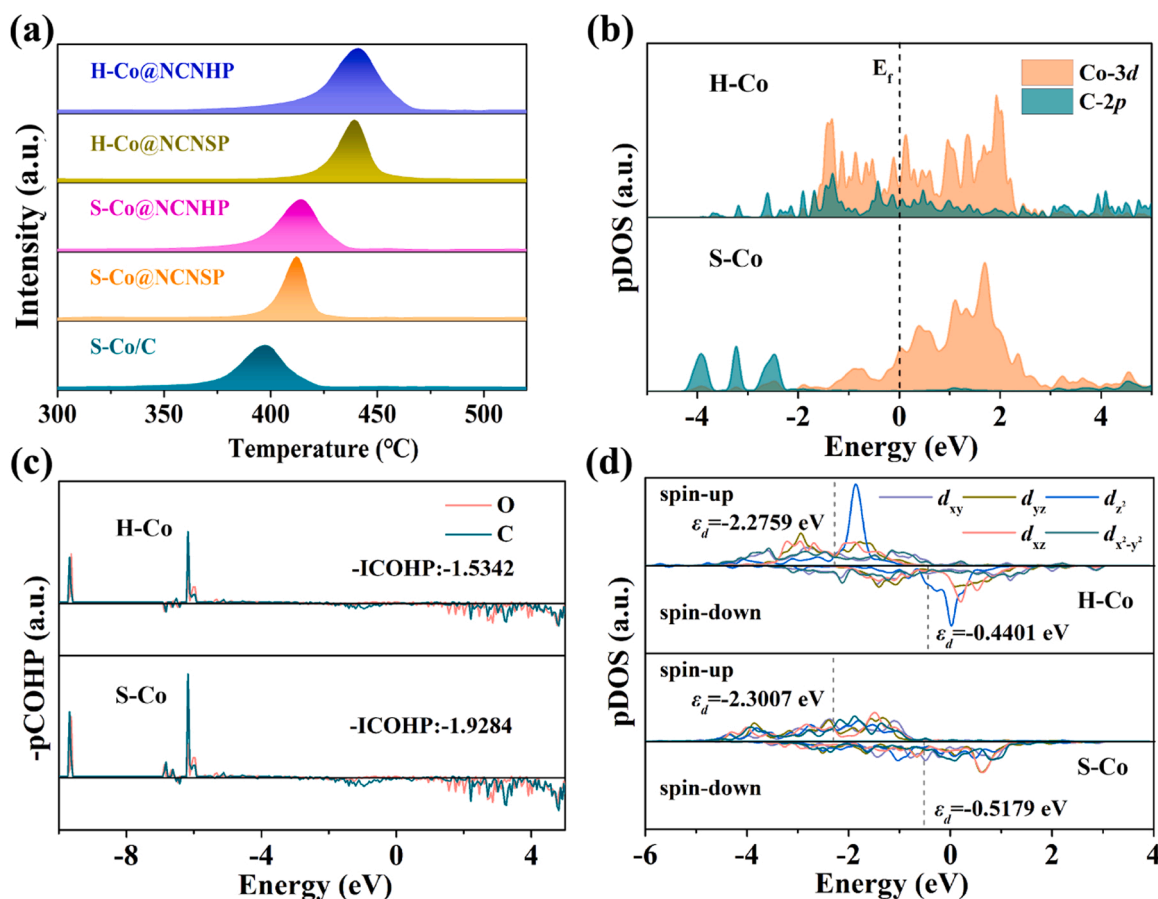 (a)
Intensity (a.u.)
H-Co@NCNHP
H-Co@NCNSP
S-Co@NCNHP
S-Co@NCNSP
S-Co/C
300 350 400 450 500
Temperature (℃)
(b)
pDOS (a.u.)
H-Co
E_f
Co-3d
C-2p
S-Co
-4 -2 0 2 4
Energy (eV)
(c)
-pCOHP (a.u.)
H-Co
O
C
-ICOHP:-1.5342
S-Co
-ICOHP:-1.9284
-8 -4 0 4
Energy (eV)
(d)
pDOS (a.u.)
spin-up
d_xy d_yz d_z²
d_xz d_x²-y²
ε_d=-2.2759 eV
H-Co
spin-down
ε_d=-0.4401 eV
spin-up
ε_d=-2.3007 eV
S-Co
spin-down
ε_d=-0.5179 eV
-6 -4 -2 0 2 4
Energy (eV)